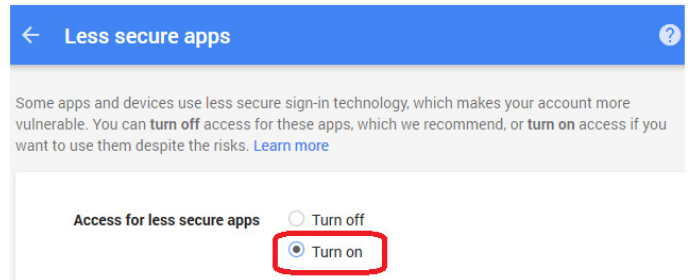 Less secure apps
Some apps and devices use less secure sign-in technology, which makes your account more
vulnerable. You can turn off access for these apps, which we recommend, or turn on access if you
want to use them despite the risks. Learn more
Access for less secure apps Turn off
Turn on